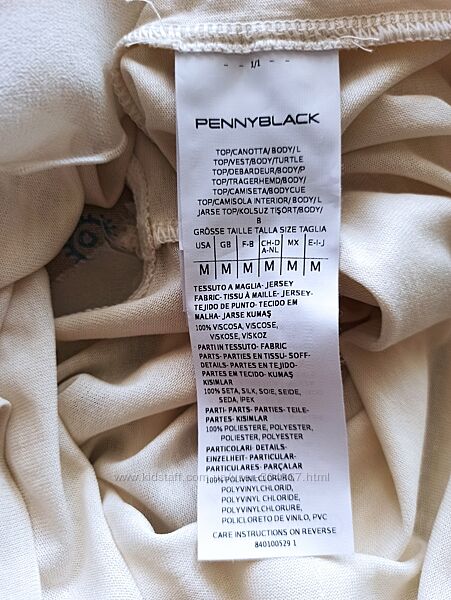 - - 1/1 - -
PENNYBLACK
TOP/CANOTTA/BODY/L
TOP/VEST/BODY/TURTLE
TOP/DEBARDEUR/BODY/P
TOP/TRAGERHEMD/BODY/
TOP/CAMISETA/BODYCUE
TOP/CAMISOLA INTERIOR/BODY/L
JARSE TOP/KOLSUZ TIŞÖRT/BODY/
B
GRÖSSE TAILLE TALLA SIZE TAGLIA
USA GB F-B CH-D A-NL MX E-I-J
M M M M M M
TESSUTO A MAGLIA- JERSEY
FABRIC- TISSU À MAILLE- JERSEY-
TEJIDO DE PUNTO- TECIDO EM
MALHA- JARSE KUMAŞ
100% VISCOSA, VISCOSE,
VISKOSE, VİSKOZ
PARTI IN TESSUTO- FABRIC
PARTS- PARTIES EN TISSU- SOFF-
DETAILS- PARTES EN TEJIDO-
PARTES EM TECIDO- KUMAŞ
KISIMLAR
100% SETA, SILK, SOIE, SEIDE,
SEDA, İPEK
PARTI- PARTS- PARTIES- TEILE-
PARTES- KISIMLAR
100% POLIESTERE, POLYESTER,
POLIESTER, POLYESTER
PARTICOLARI- DETAILS-
EINZELHEIT- PARTICULAR-
PARTICULARES- PARÇALAR
100% POLIVINILCLORURO,
POLYVINYLCHLORID,
POLYVINYL CHLORIDE,
POLYVINYLCHLORURE,
POLICLORETO DE VINILO, PVC
CARE INSTRUCTIONS ON REVERSE
840100529 1